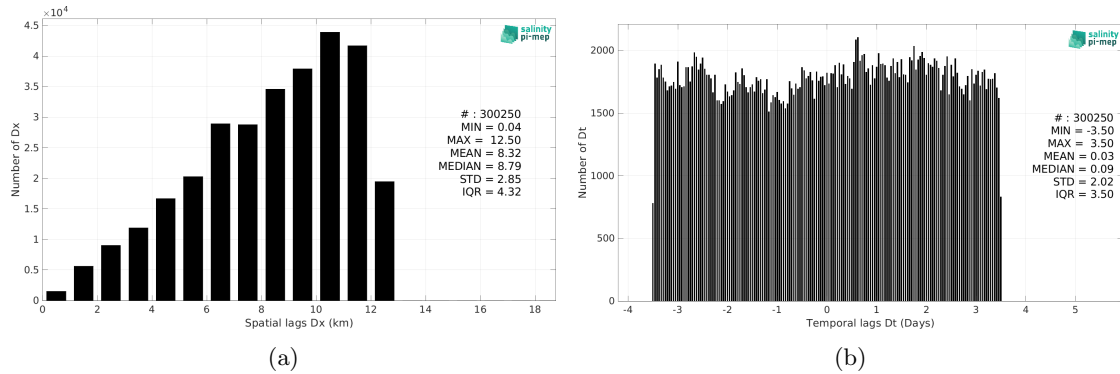 ×10⁴
4.5
4
3.5
3
2.5
2
1.5
1
0.5
0
Number of Dx
salinity
pi-mep
# : 300250
MIN = 0.04
MAX = 12.50
MEAN = 8.32
MEDIAN = 8.79
STD = 2.85
IQR = 4.32
0 2 4 6 8 10 12 14 16 18
Spatial lags Dx (km)
(a)
2000
1500
1000
500
0
Number of Dt
salinity
pi-mep
# : 300250
MIN = -3.50
MAX = 3.50
MEAN = 0.03
MEDIAN = 0.09
STD = 2.02
IQR = 3.50
-4 -3 -2 -1 0 1 2 3 4 5
Temporal lags Dt (Days)
(b)